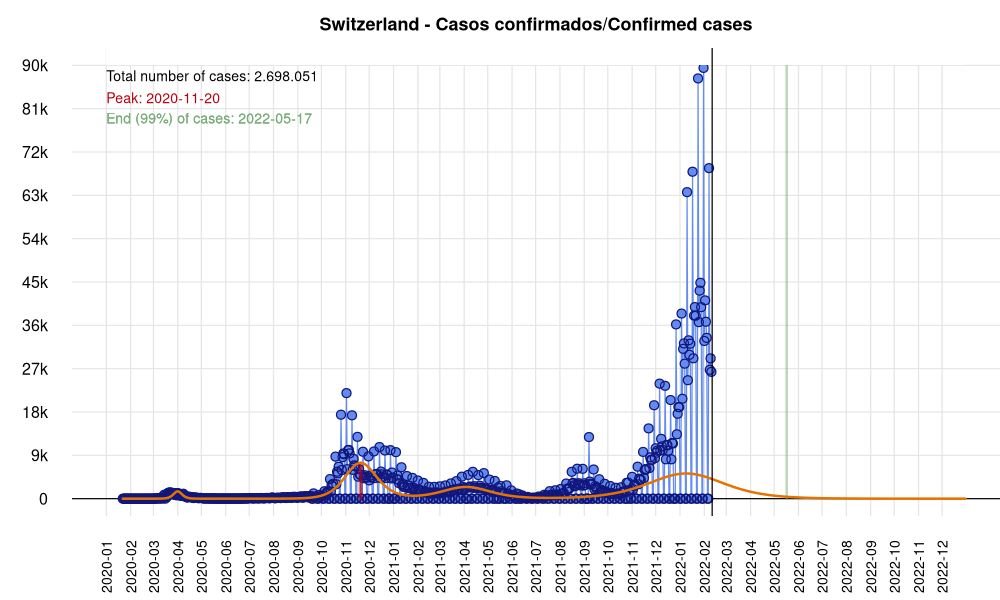 Switzerland - Casos confirmados/Confirmed cases
Total number of cases: 2.698.051
Peak: 2020-11-20
End (99%) of cases: 2022-05-17
90k
81k
72k
63k
54k
45k
36k
27k
18k
9k
0
2020-01
2020-02
2020-03
2020-04
2020-05
2020-06
2020-07
2020-08
2020-09
2020-10
2020-11
2020-12
2021-01
2021-02
2021-03
2021-04
2021-05
2021-06
2021-07
2021-08
2021-09
2021-10
2021-11
2021-12
2022-01
2022-02
2022-03
2022-04
2022-05
2022-06
2022-07
2022-08
2022-09
2022-10
2022-11
2022-12